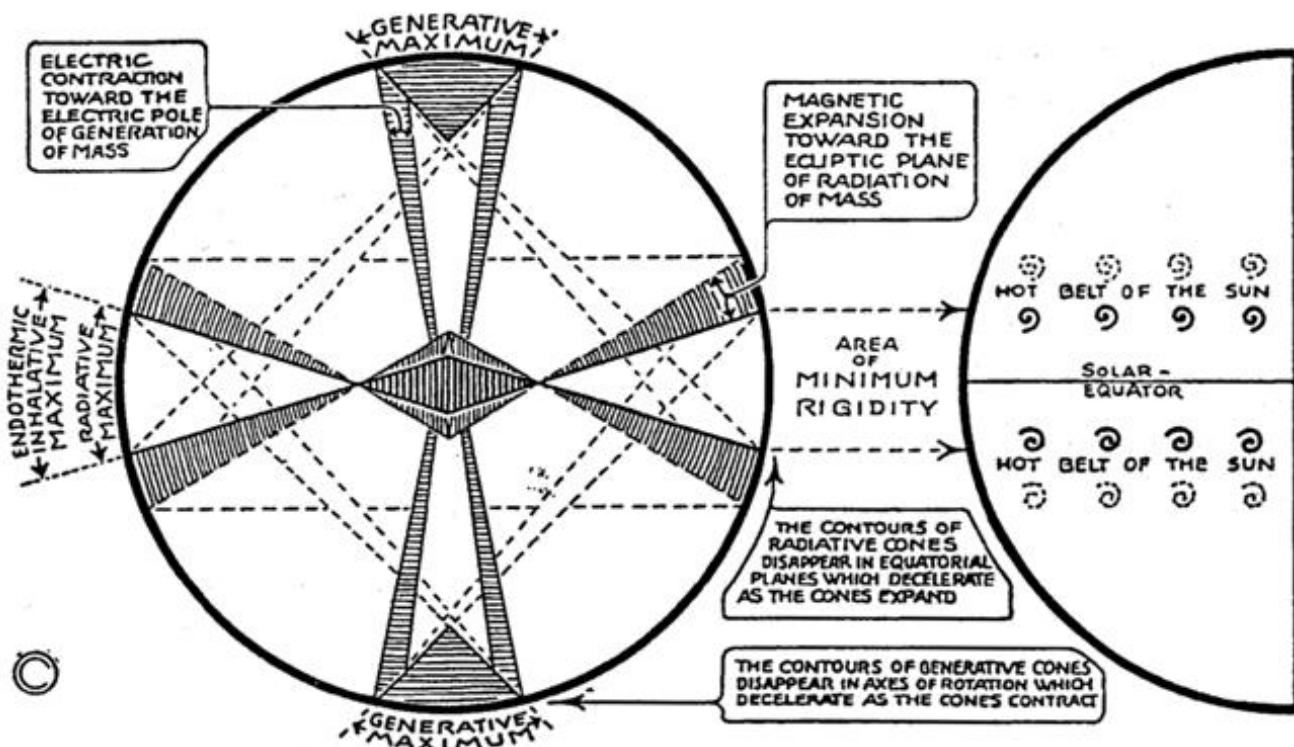 GENERATIVE
MAXIMUM
ELECTRIC
CONTRACTION
TOWARD THE
ELECTRIC POLE
OF GENERATION
OF MASS
MAGNETIC
EXPANSION
TOWARD THE
ECLIPTIC PLANE
OF RADIATION
OF MASS
ENDOTHERMIC
INHALATIVE
MAXIMUM
RADIATIVE
MAXIMUM
AREA
OF
MINIMUM
RIGIDITY
HOT BELT OF THE SUN
SOLAR-
EQUATOR
HOT BELT OF THE SUN
THE CONTOURS OF
RADIATIVE CONES
DISAPPEAR IN EQUATORIAL
PLANES WHICH DECELERATE
AS THE CONES EXPAND
THE CONTOURS OF GENERATIVE CONES
DISAPPEAR IN AXES OF ROTATION WHICH
DECELERATE AS THE CONES CONTRACT
GENERATIVE
MAXIMUM
©